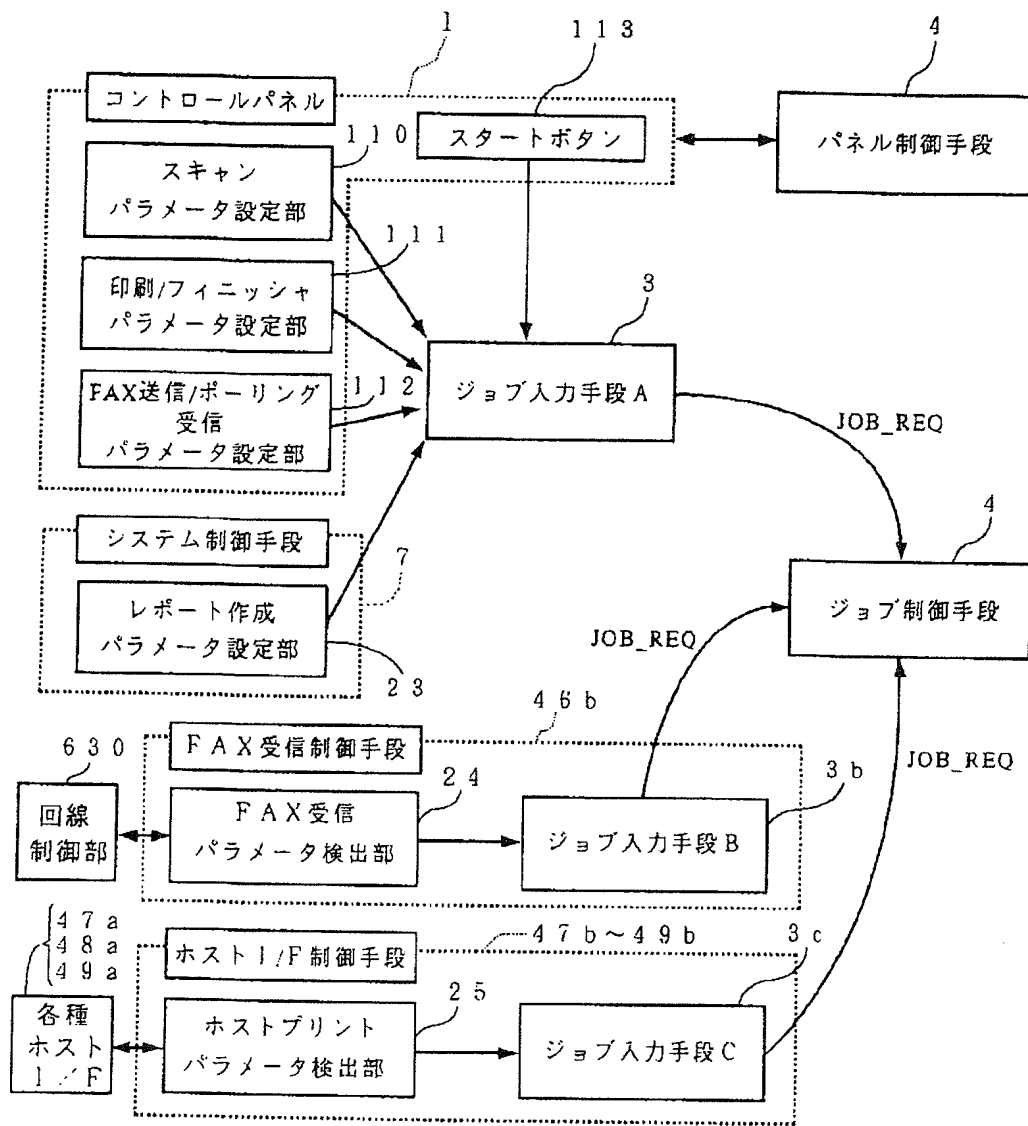 1
113
4
コントロールパネル
スタートボタン
パネル制御手段
110
スキャン
パラメータ設定部
111
印刷/フィニッシャ
パラメータ設定部
3
ジョブ入力手段A
112
FAX送信/ポーリング
受信
パラメータ設定部
JOB_REQ
4
ジョブ制御手段
システム制御手段
7
レポート作成
パラメータ設定部
23
JOB_REQ
46b
630
FAX受信制御手段
24
3b
JOB_REQ
回線
制御部
FAX受信
パラメータ検出部
ジョブ入力手段B
47a
48a
49a
ホストI/F制御手段
47b～49b
3c
25
各種
ホスト
I/F
ホストプリント
パラメータ検出部
ジョブ入力手段C